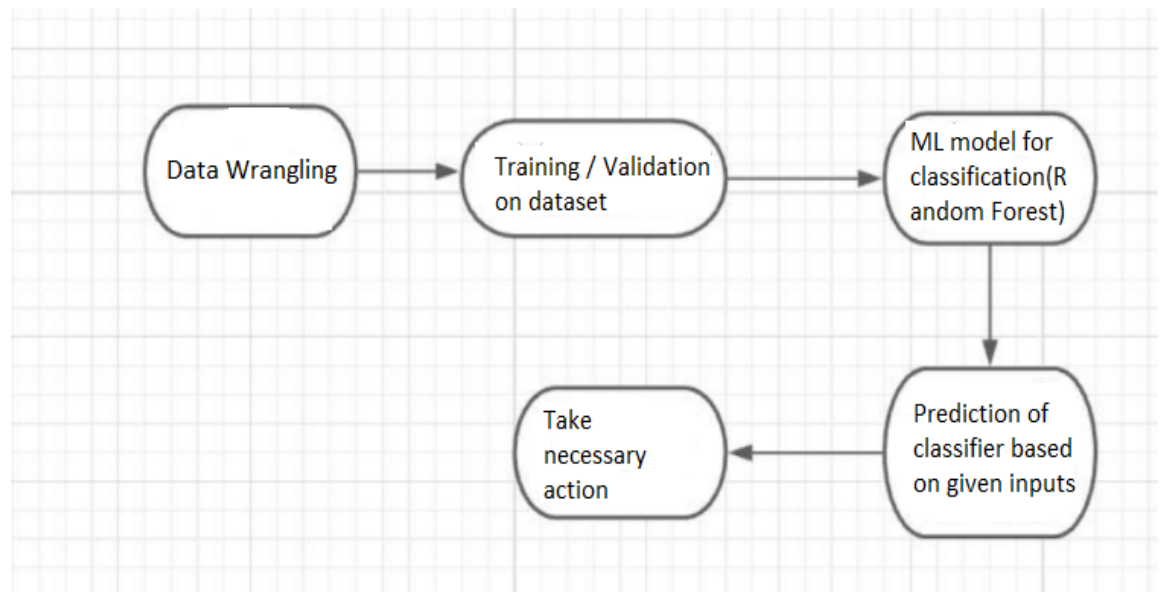 Data Wrangling
Training / Validation
on dataset
ML model for
classification(R
andom Forest)
Prediction of
classifier based
on given inputs
Take
necessary
action